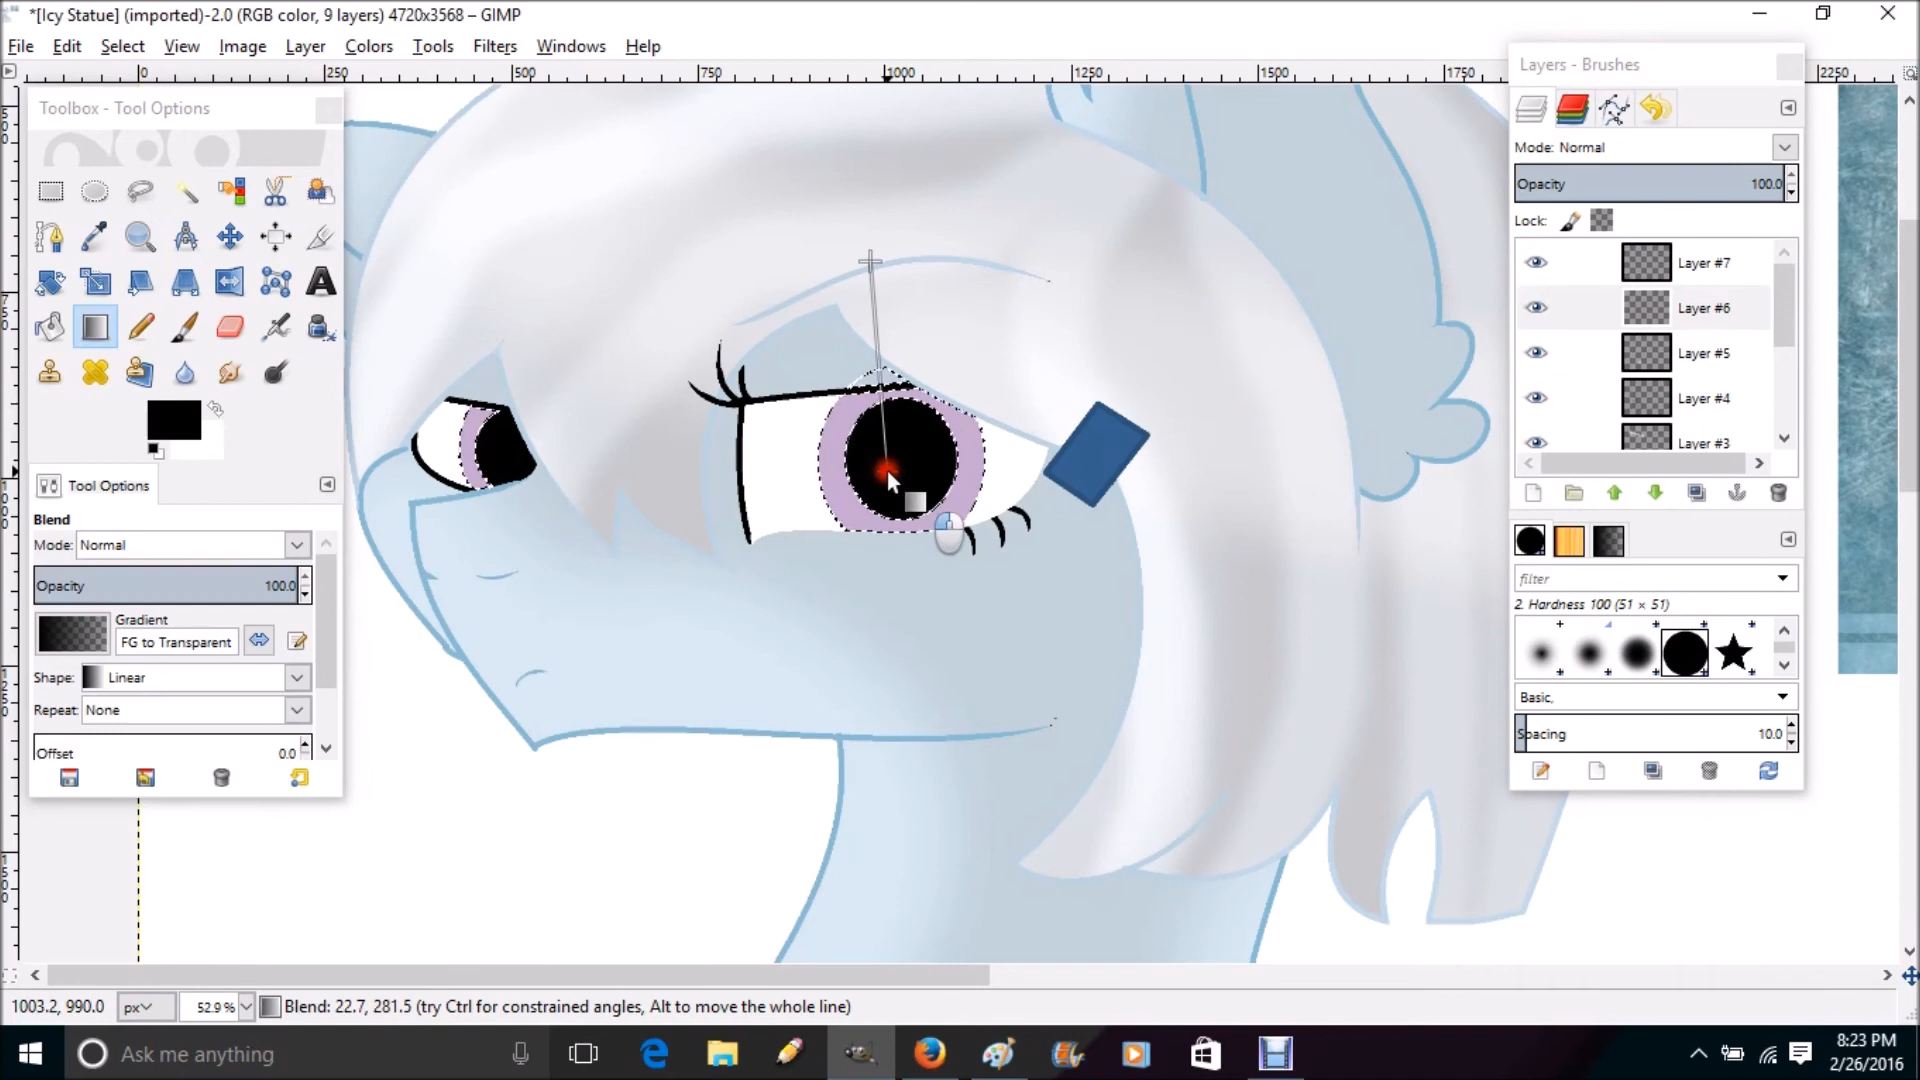 *[Icy Statue] (imported)-2.0 (RGB color, 9 layers) 4720x3568 – GIMP
File Edit Select View Image Layer Colors Tools Filters Windows Help
0 250 500 750 1000 1250 1500 1750 2250
Toolbox - Tool Options
Tool Options
Blend
Mode: Normal
Opacity 100.0
Gradient
FG to Transparent
Shape: Linear
Repeat: None
Offset 0.0
Layers - Brushes
Mode: Normal
Opacity 100.0
Lock:
Layer #7
Layer #6
Layer #5
Layer #4
Layer #3
filter
2. Hardness 100 (51 × 51)
Basic,
Spacing 10.0
1003.2, 990.0 px 52.9 % Blend: 22.7, 281.5 (try Ctrl for constrained angles, Alt to move the whole line)
Ask me anything
8:23 PM
2/26/2016